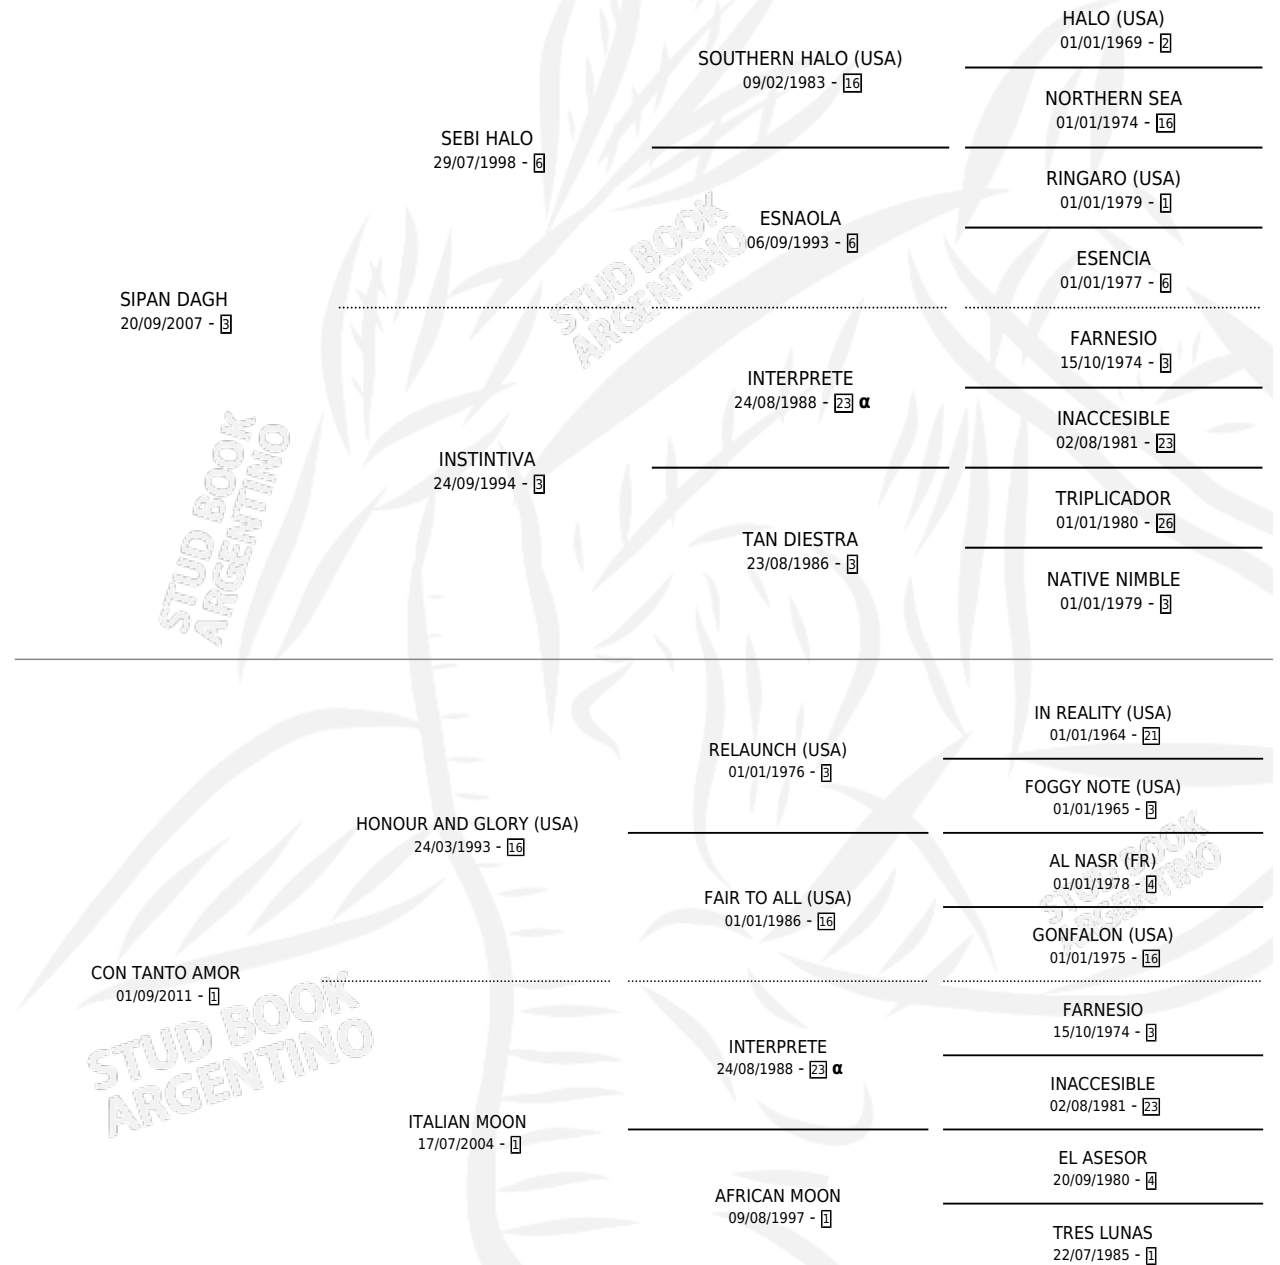 HALO (USA)
01/01/1969 - 2
SOUTHERN HALO (USA)
09/02/1983 - 16
NORTHERN SEA
01/01/1974 - 16
SEBI HALO
29/07/1998 - 6
RINGARO (USA)
01/01/1979 - 1
ESNAOLA
06/09/1993 - 6
ESENCIA
01/01/1977 - 6
SIPAN DAGH
20/09/2007 - 3
FARNESIO
15/10/1974 - 3
INTERPRETE
24/08/1988 - 23 α
INACCESIBLE
02/08/1981 - 23
INSTINTIVA
24/09/1994 - 3
TRIPLICADOR
01/01/1980 - 26
TAN DIESTRA
23/08/1986 - 3
NATIVE NIMBLE
01/01/1979 - 3
IN REALITY (USA)
01/01/1964 - 21
RELAUNCH (USA)
01/01/1976 - 3
FOGGY NOTE (USA)
01/01/1965 - 3
HONOUR AND GLORY (USA)
24/03/1993 - 16
AL NASR (FR)
01/01/1978 - 4
FAIR TO ALL (USA)
01/01/1986 - 16
GONFALON (USA)
01/01/1975 - 16
CON TANTO AMOR
01/09/2011 - 1
FARNESIO
15/10/1974 - 3
INTERPRETE
24/08/1988 - 23 α
INACCESIBLE
02/08/1981 - 23
ITALIAN MOON
17/07/2004 - 1
EL ASESOR
20/09/1980 - 4
AFRICAN MOON
09/08/1997 - 1
TRES LUNAS
22/07/1985 - 1
STUD BOOK
ARGENTINO
STUD BOOK
ARGENTINO
STUD BOOK
ARGENTINO
STUD BOOK
ARGENTINO